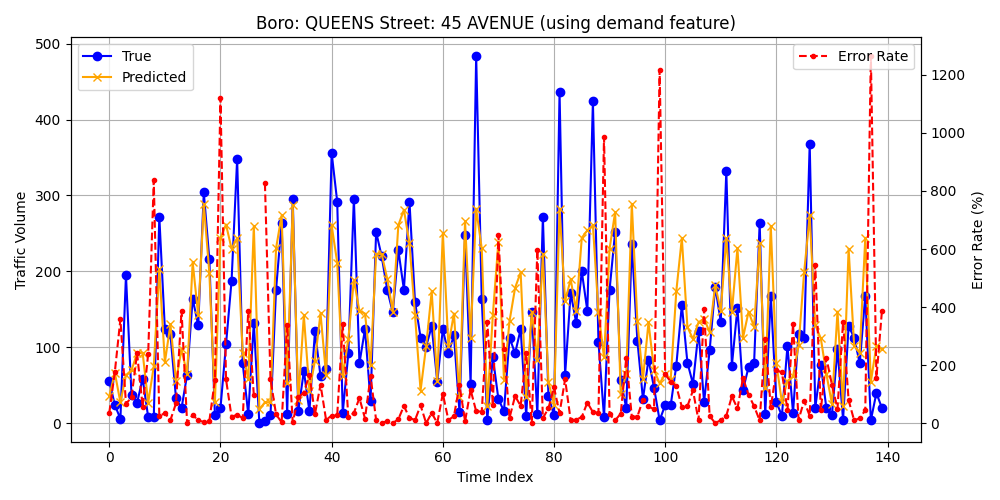 Boro: QUEENS Street: 45 AVENUE (using demand feature)
True
Predicted
Error Rate
Traffic Volume
500
400
300
200
100
0
1200
1000
800
600
400
200
0
Error Rate (%)
0 20 40 60 80 100 120 140
Time Index